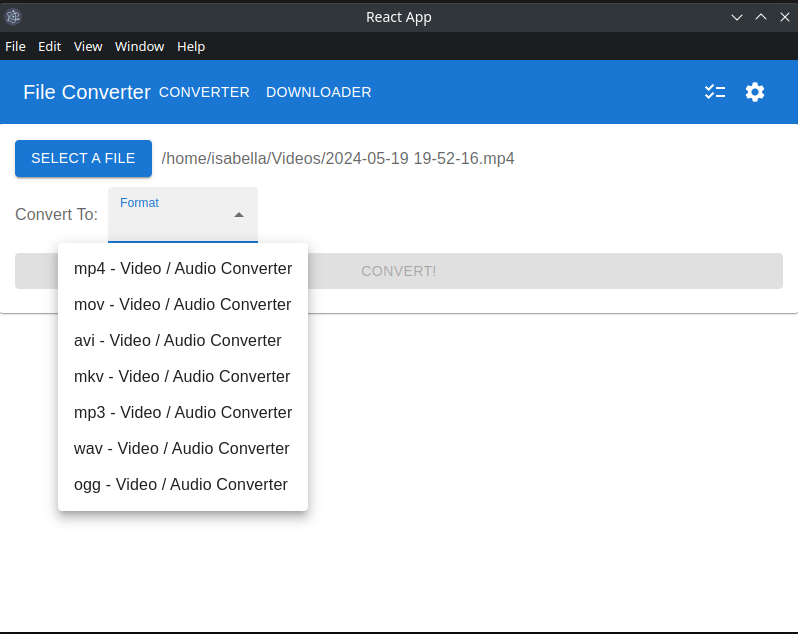 React App
File Edit View Window Help
File Converter CONVERTER DOWNLOADER
SELECT A FILE /home/isabella/Videos/2024-05-19 19-52-16.mp4
Format
Convert To:
CONVERT!
mp4 - Video / Audio Converter
mov - Video / Audio Converter
avi - Video / Audio Converter
mkv - Video / Audio Converter
mp3 - Video / Audio Converter
wav - Video / Audio Converter
ogg - Video / Audio Converter